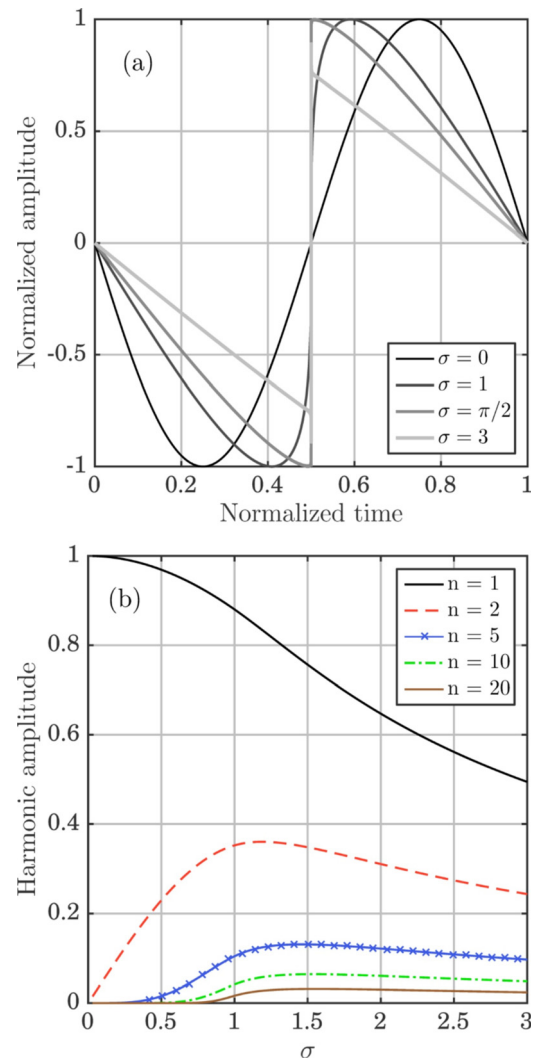 (a)
Normalized amplitude
1
0.5
0
-0.5
-1
0 0.2 0.4 0.6 0.8 1
Normalized time
σ = 0
σ = 1
σ = π/2
σ = 3
(b)
Harmonic amplitude
1
0.8
0.6
0.4
0.2
0
0 0.5 1 1.5 2 2.5 3
σ
n = 1
n = 2
n = 5
n = 10
n = 20